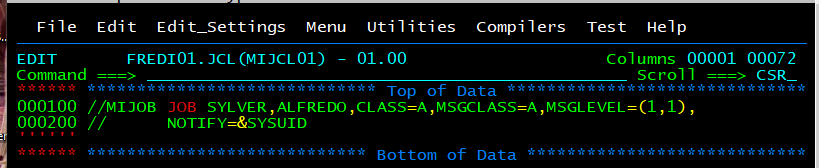 File Edit Edit_Settings Menu Utilities Compilers Test Help
EDIT FREDI01.JCL(MIJCL01) - 01.00 Columns 00001 00072
Command ===> Scroll ===> CSR_
****** ***************************** Top of Data ******************************
000100 //MIJOB JOB SYLVER,ALFREDO,CLASS=A,MSGCLASS=A,MSGLEVEL=(1,1),
000200 // NOTIFY=&SYSUID
''''''
****** **************************** Bottom of Data ****************************